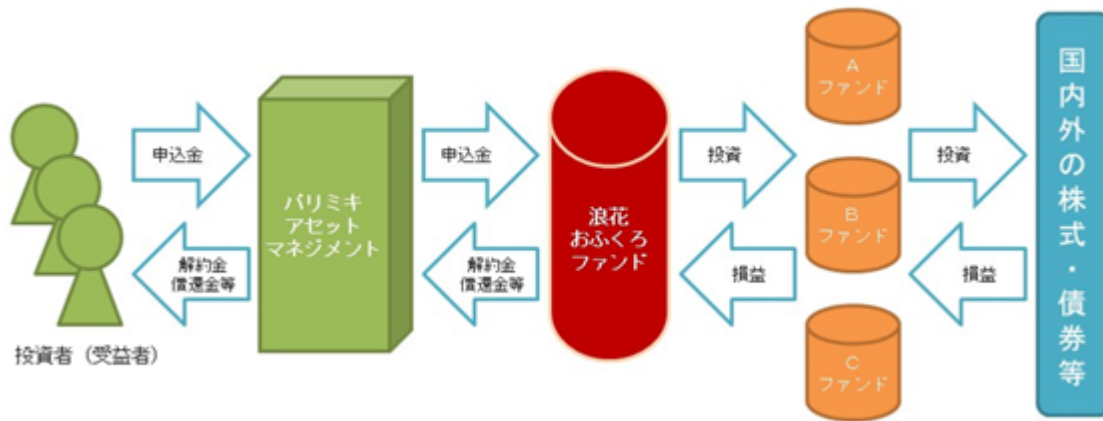 申込金
解約金
償還金等
投資者（受益者）
パリミキ
アセット
マネジメント
申込金
解約金
償還金等
浪花
おふくろ
ファンド
投資
損益
A
ファンド
B
ファンド
C
ファンド
投資
損益
国内外の株式・債券等